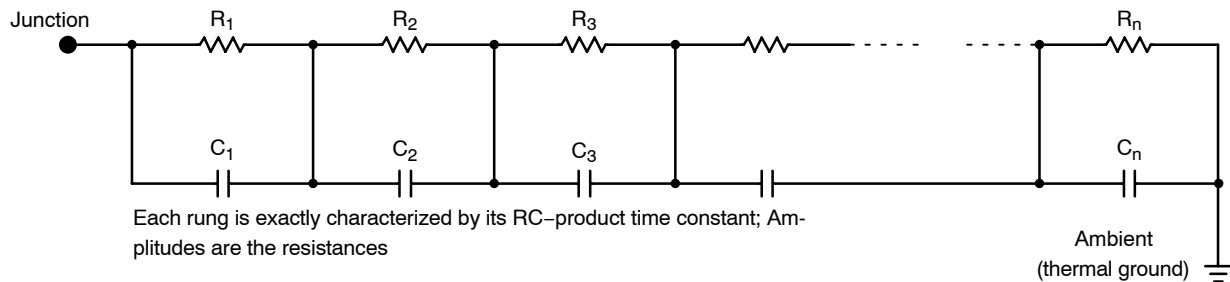 Junction
R1
R2
R3
Rn
C1
C2
C3
Cn
Each rung is exactly characterized by its RC−product time constant; Am-
plitudes are the resistances
Ambient
(thermal ground)